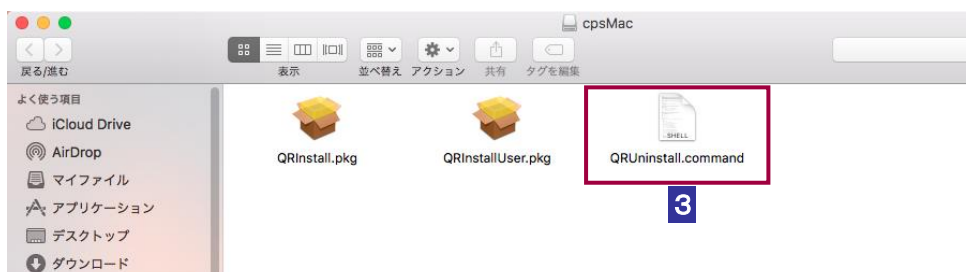 cpsMac
戻る/進む
表示
並べ替え
アクション
共有
タグを編集
よく使う項目
iCloud Drive
AirDrop
マイファイル
アプリケーション
デスクトップ
ダウンロード
QRInstall.pkg
QRInstallUser.pkg
SHELL
QRUninstall.command
3